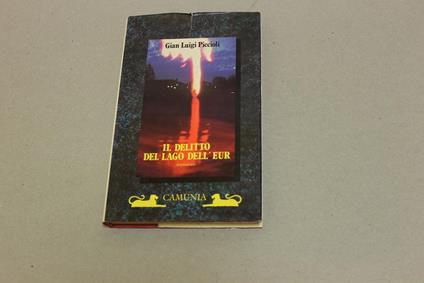 Gian Luigi Piccioli
IL DELITTO
DEL LAGO DELL'EUR
CAMUNIA